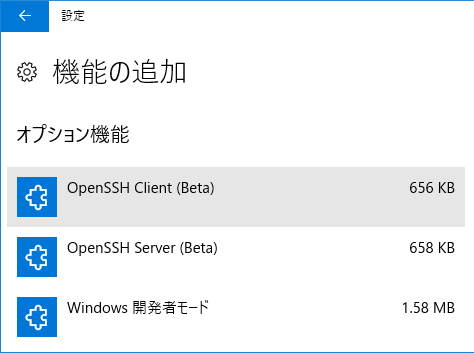 設定
機能の追加
オプション機能
OpenSSH Client (Beta) 656 KB
OpenSSH Server (Beta) 658 KB
Windows 開発者モード 1.58 MB